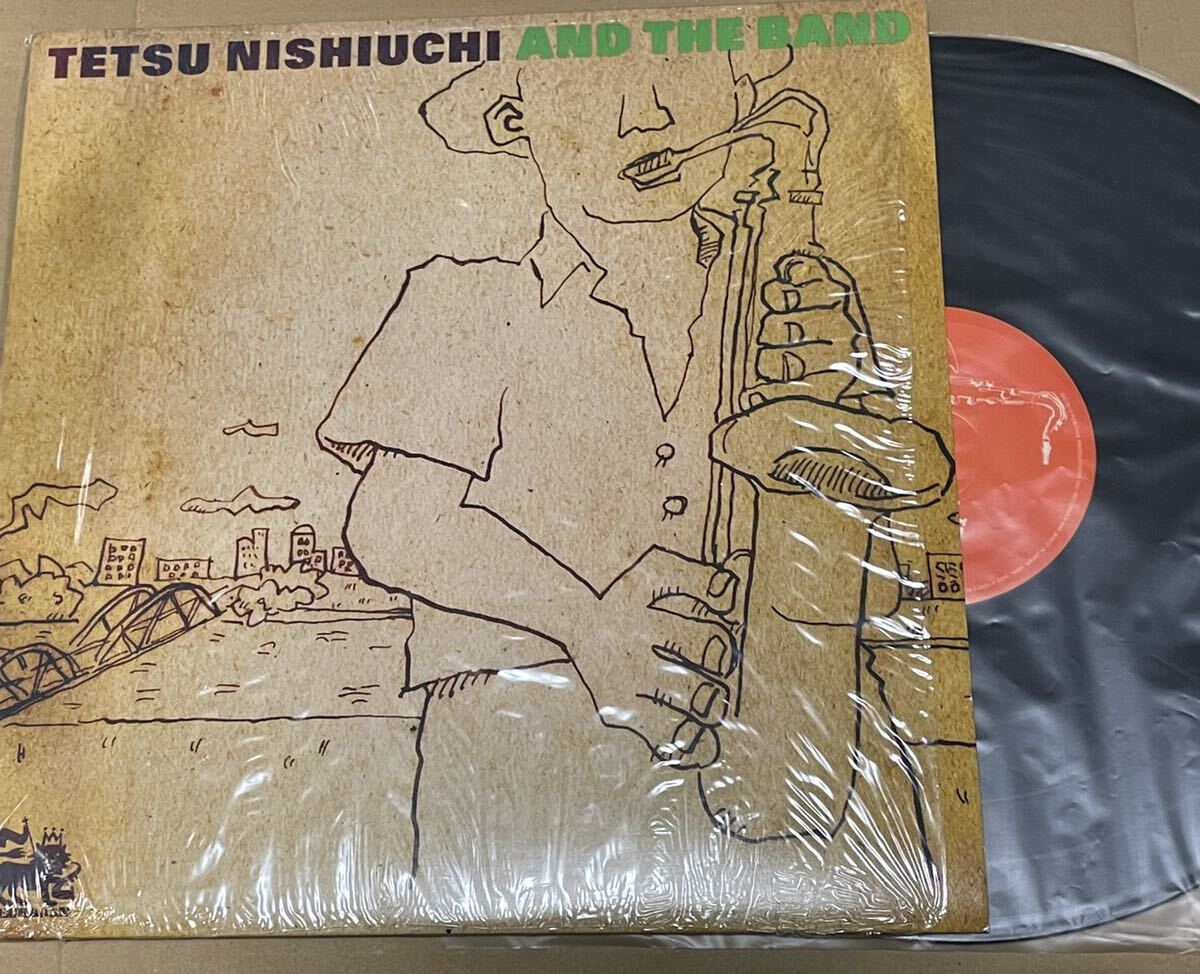 TETSU NISHIUCHI AND THE BAND